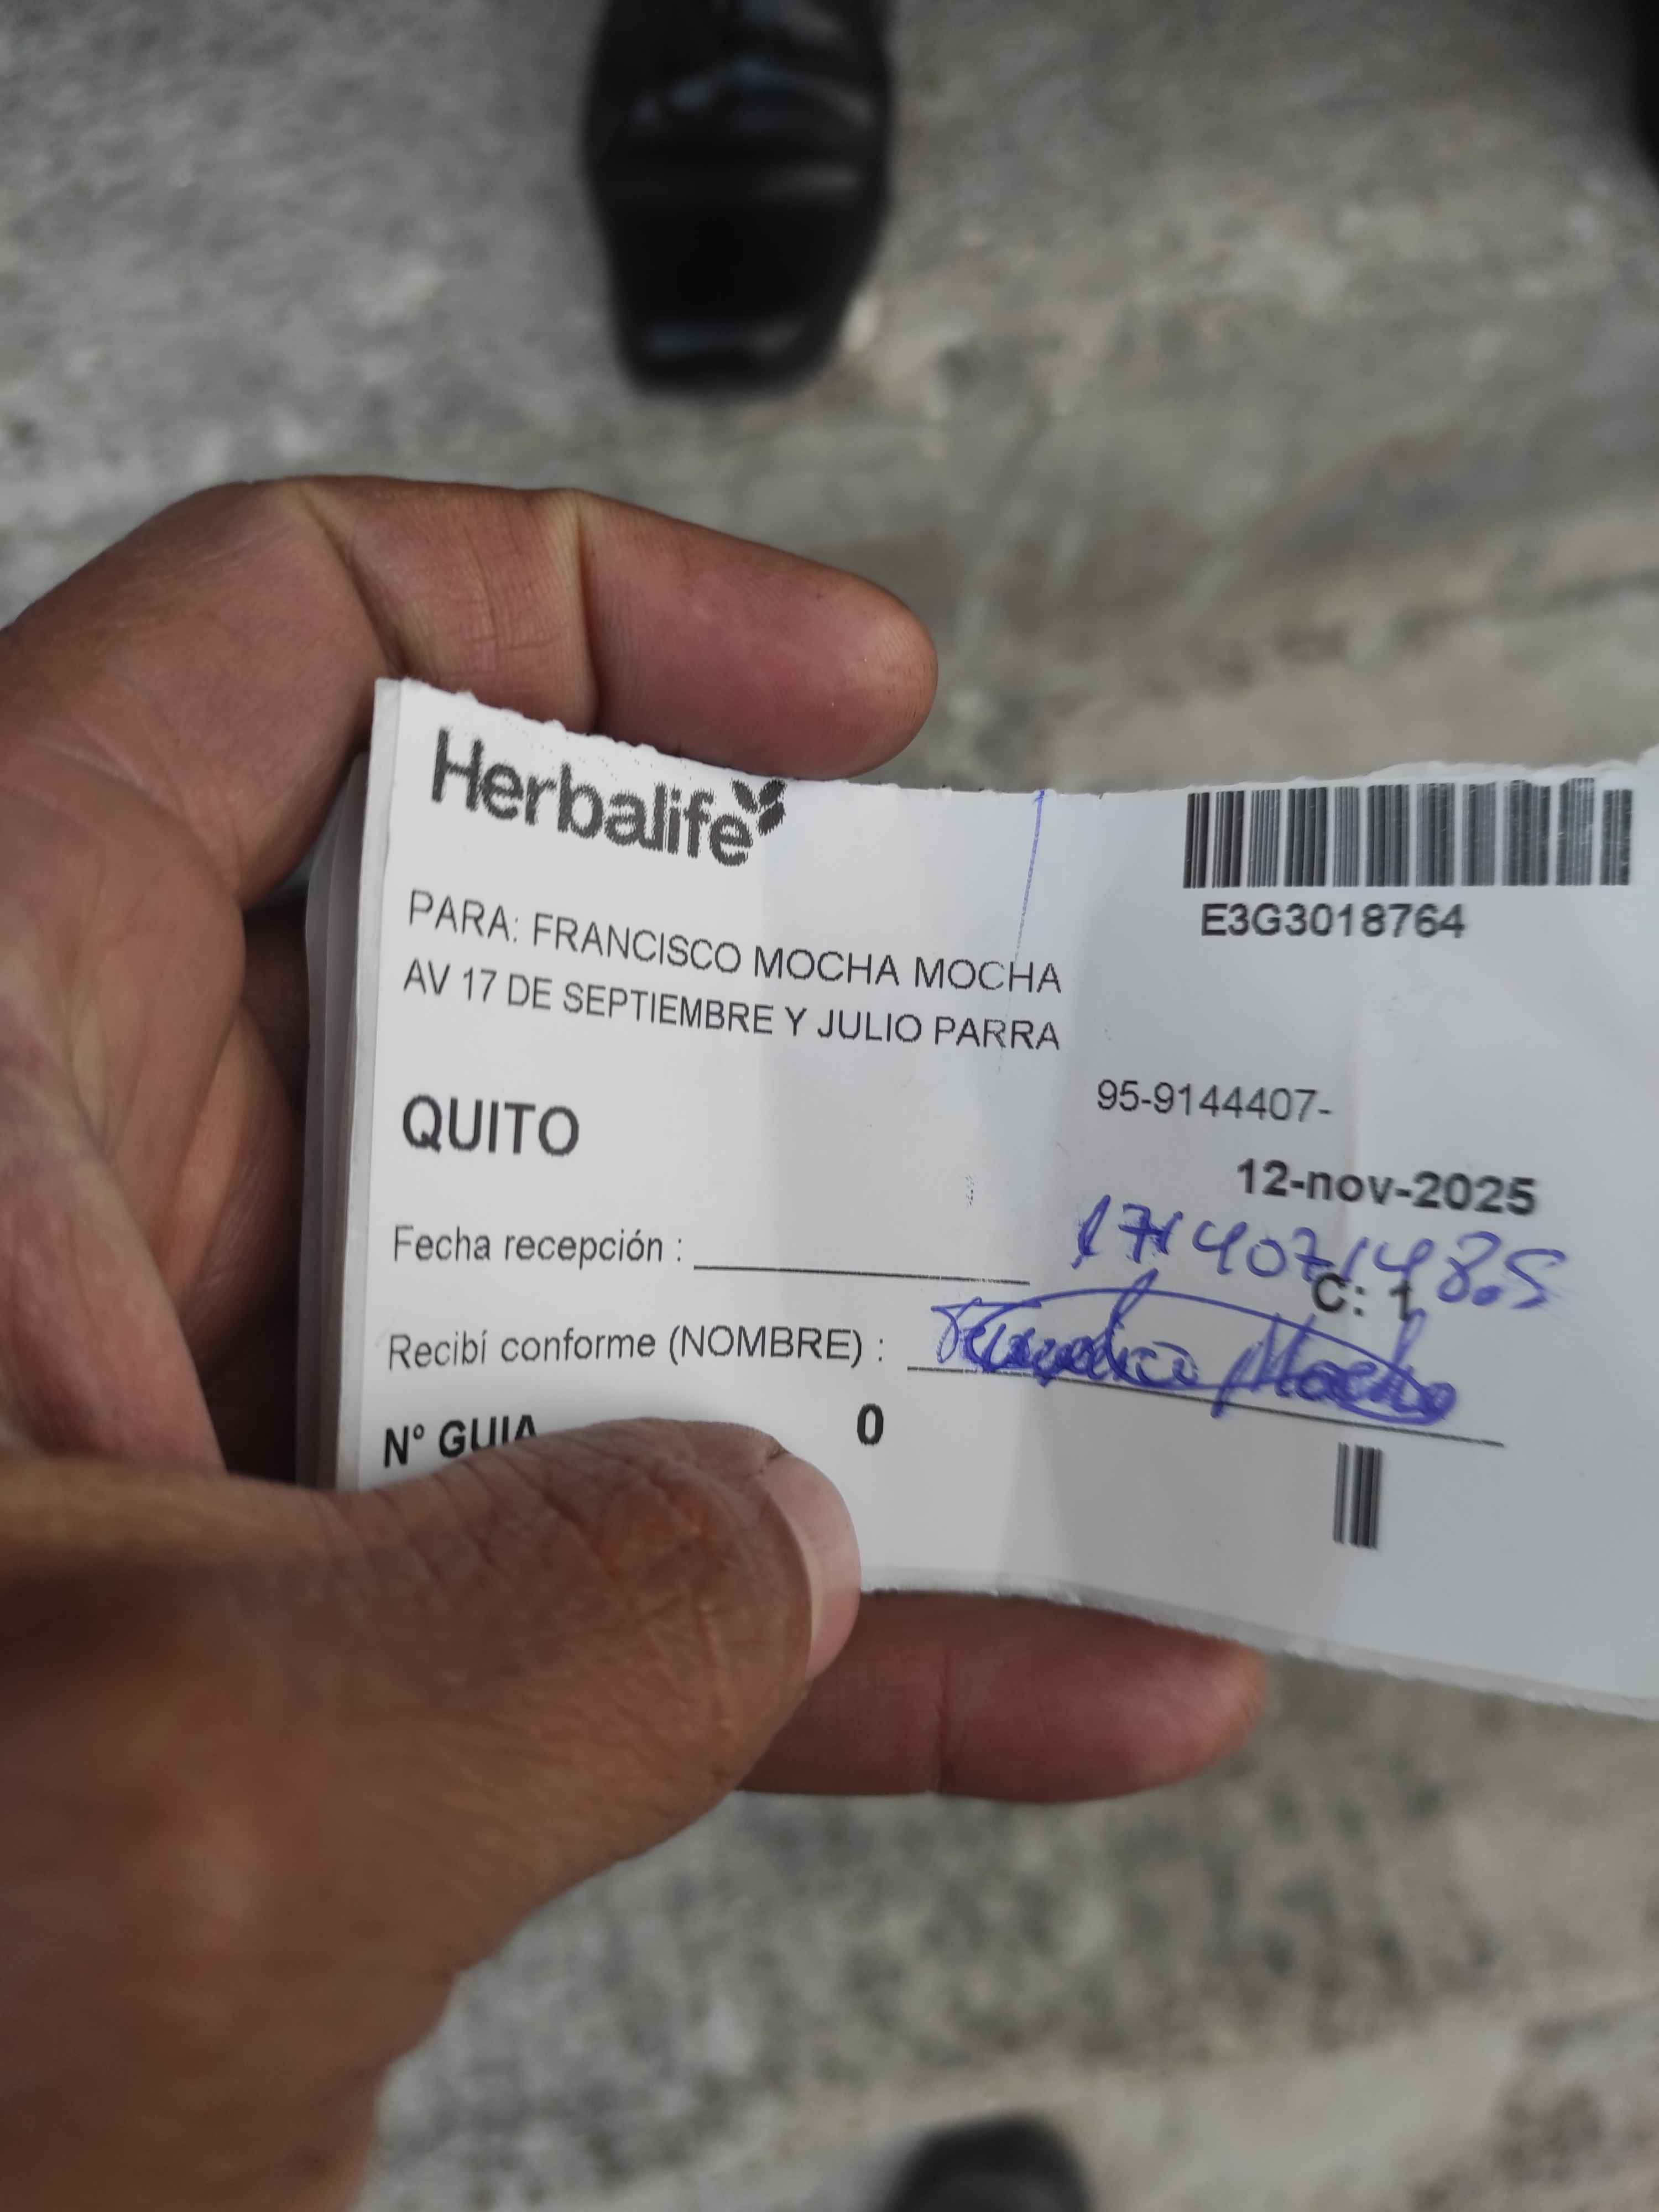 Herbalife
E3G3018764
PARA: FRANCISCO MOCHA MOCHA
AV 17 DE SEPTIEMBRE Y JULIO PARRA
95-9144407-
QUITO
12-nov-2025
Fecha recepción :
C: 1
Recibí conforme (NOMBRE) : Mocha
N° GUIA 0